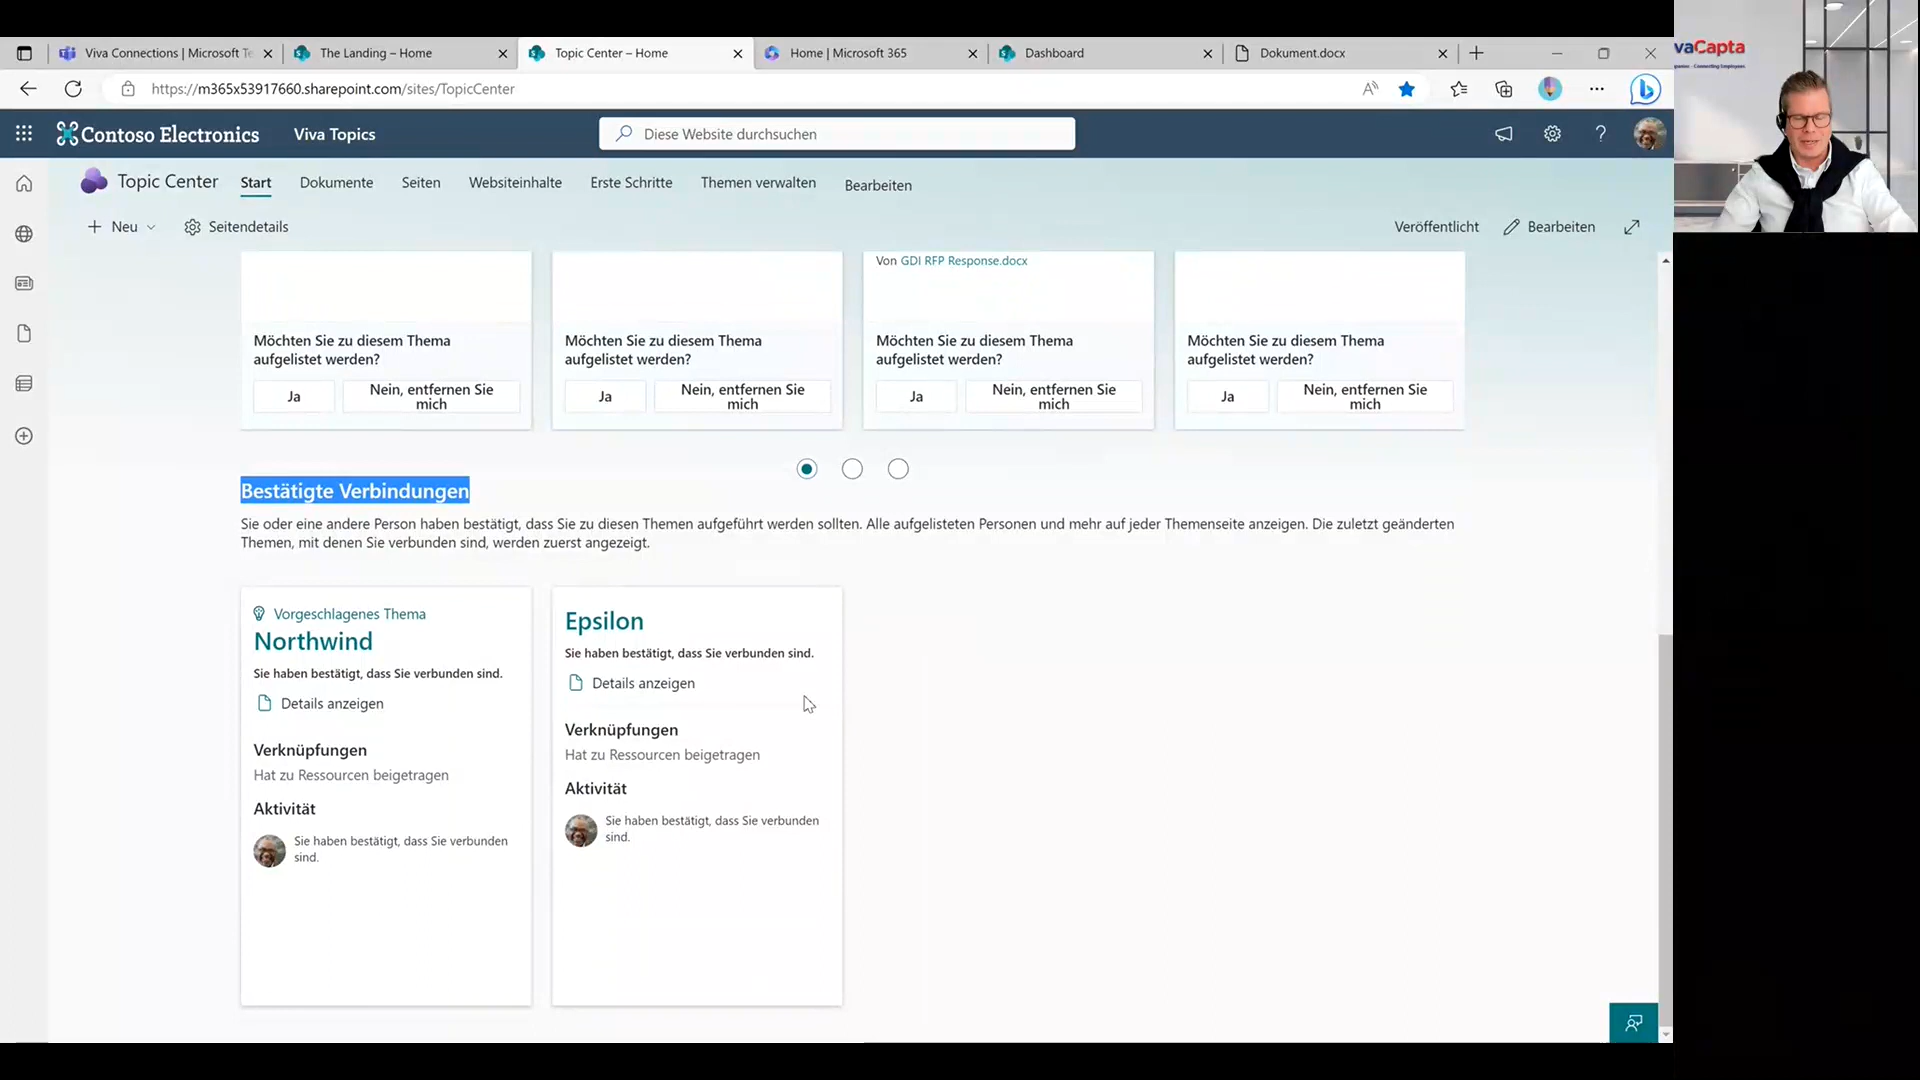 Viva Connections | Microsoft Te
The Landing – Home
Topic Center – Home
Home | Microsoft 365
Dashboard
Dokument.docx
https://m365x53917660.sharepoint.com/sites/TopicCenter
Contoso Electronics
Viva Topics
Diese Website durchsuchen
Topic Center
Start
Dokumente
Seiten
Websiteinhalte
Erste Schritte
Themen verwalten
Bearbeiten
Neu
Seitendetails
Veröffentlicht
Bearbeiten
Von GDI RFP Response.docx
Möchten Sie zu diesem Thema
aufgelistet werden?
Ja
Nein, entfernen Sie
mich
Möchten Sie zu diesem Thema
aufgelistet werden?
Ja
Nein, entfernen Sie
mich
Möchten Sie zu diesem Thema
aufgelistet werden?
Ja
Nein, entfernen Sie
mich
Möchten Sie zu diesem Thema
aufgelistet werden?
Ja
Nein, entfernen Sie
mich
Bestätigte Verbindungen
Sie oder eine andere Person haben bestätigt, dass Sie zu diesen Themen aufgeführt werden sollten. Alle aufgelisteten Personen und mehr auf jeder Themenseite anzeigen. Die zuletzt geänderten
Themen, mit denen Sie verbunden sind, werden zuerst angezeigt.
Vorgeschlagenes Thema
Northwind
Sie haben bestätigt, dass Sie verbunden sind.
Details anzeigen
Verknüpfungen
Hat zu Ressourcen beigetragen
Aktivität
Sie haben bestätigt, dass Sie verbunden
sind.
Epsilon
Sie haben bestätigt, dass Sie verbunden sind.
Details anzeigen
Verknüpfungen
Hat zu Ressourcen beigetragen
Aktivität
Sie haben bestätigt, dass Sie verbunden
sind.
vaCapta
Connecting Employees